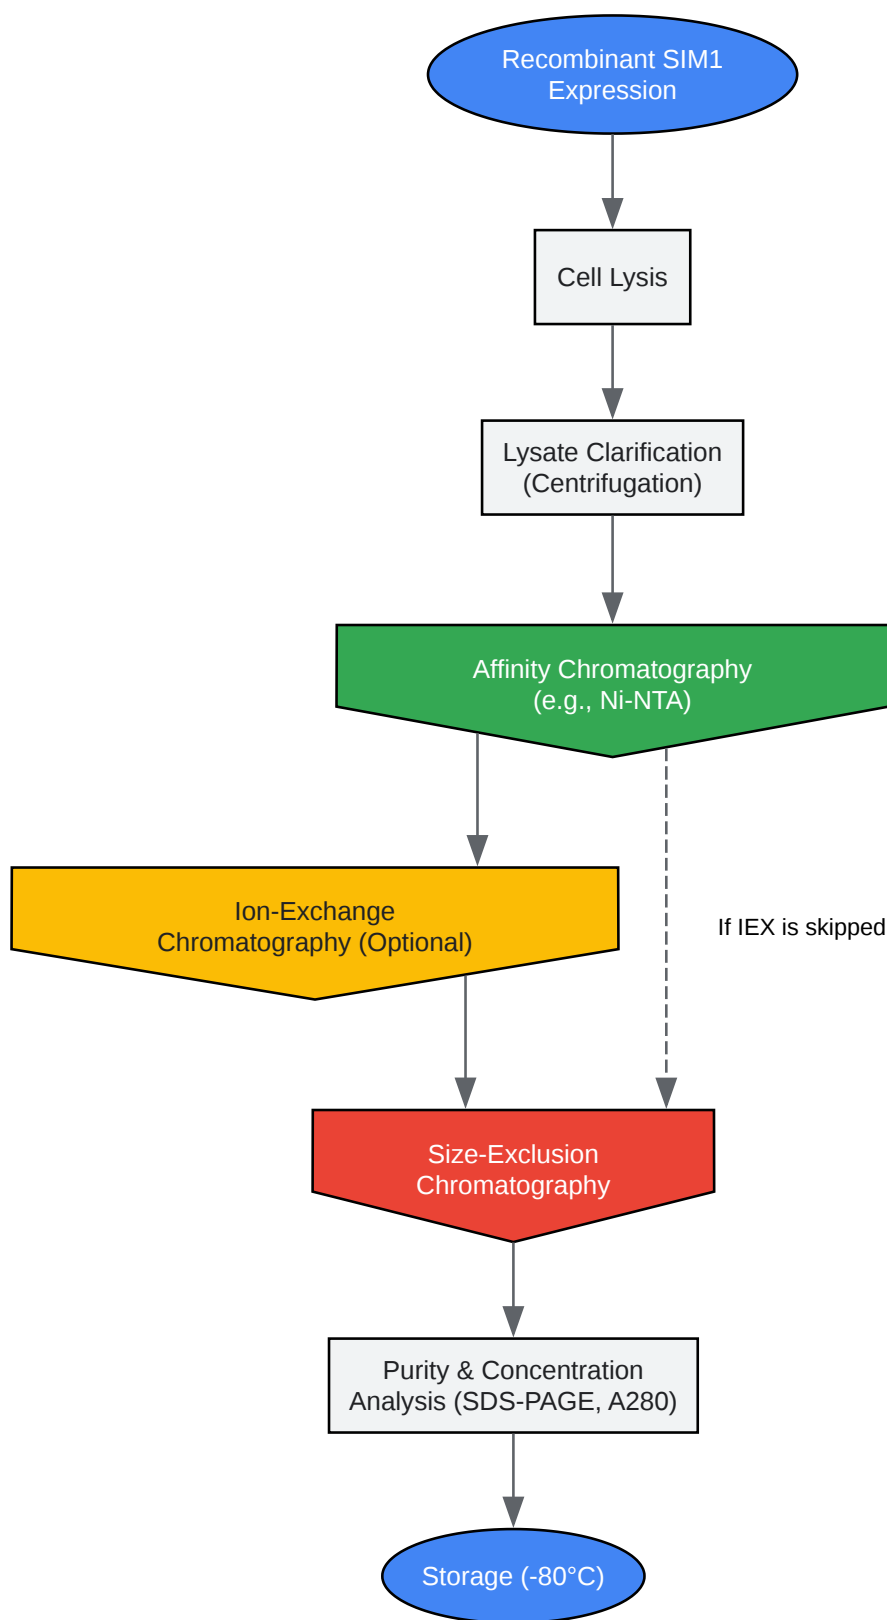 Recombinant SIM1
Expression
Cell Lysis
Lysate Clarification
(Centrifugation)
Affinity Chromatography
(e.g., Ni-NTA)
Ion-Exchange
Chromatography (Optional)
If IEX is skipped
Size-Exclusion
Chromatography
Purity & Concentration
Analysis (SDS-PAGE, A280)
Storage (-80°C)